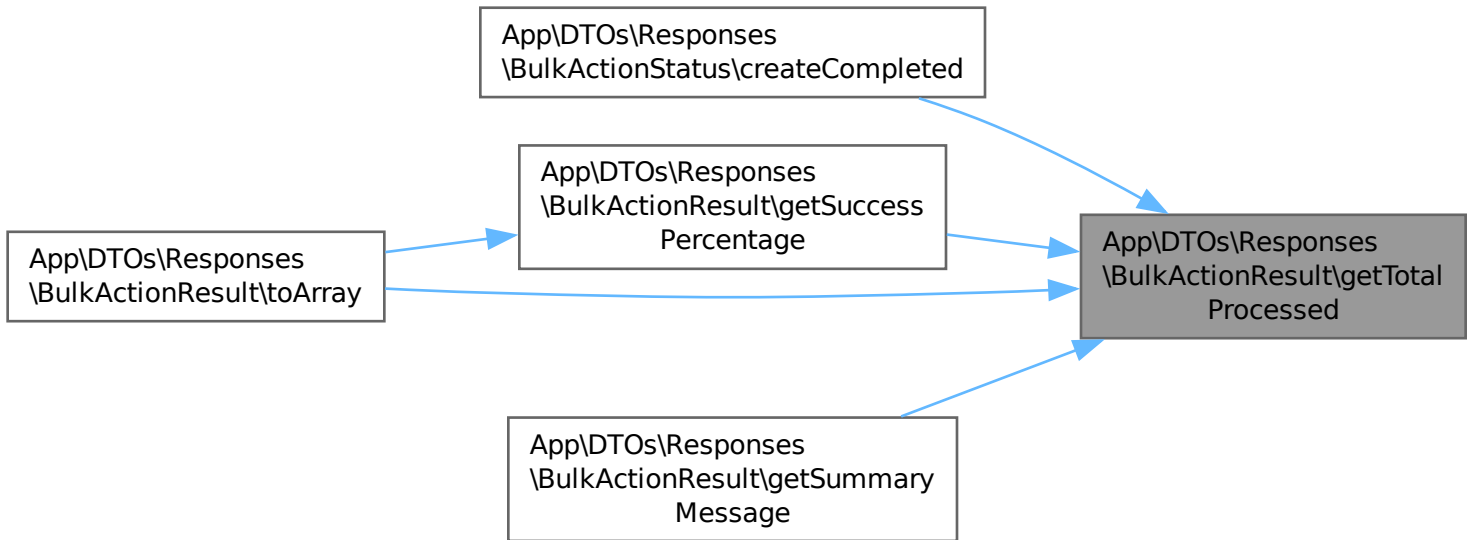 App\DTOs\Responses
\BulkActionStatus\createCompleted
App\DTOs\Responses
\BulkActionResult\getSuccess
Percentage
App\DTOs\Responses
\BulkActionResult\getTotal
Processed
App\DTOs\Responses
\BulkActionResult\toArray
App\DTOs\Responses
\BulkActionResult\getSummary
Message